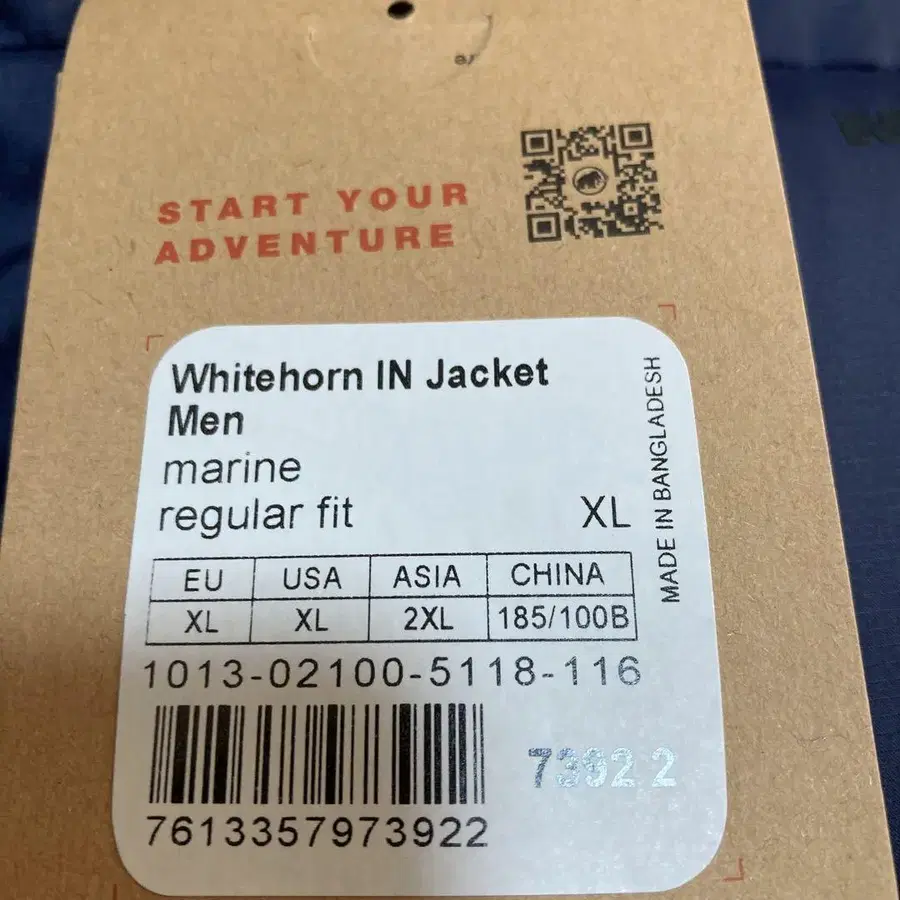 START YOUR
ADVENTURE
Whitehorn IN Jacket
Men
marine
regular fit
XL
MADE IN BANGLADESH
EU USA ASIA CHINA
XL XL 2XL 185/100B
1013-02100-5118-116
7392 2
7613357973922